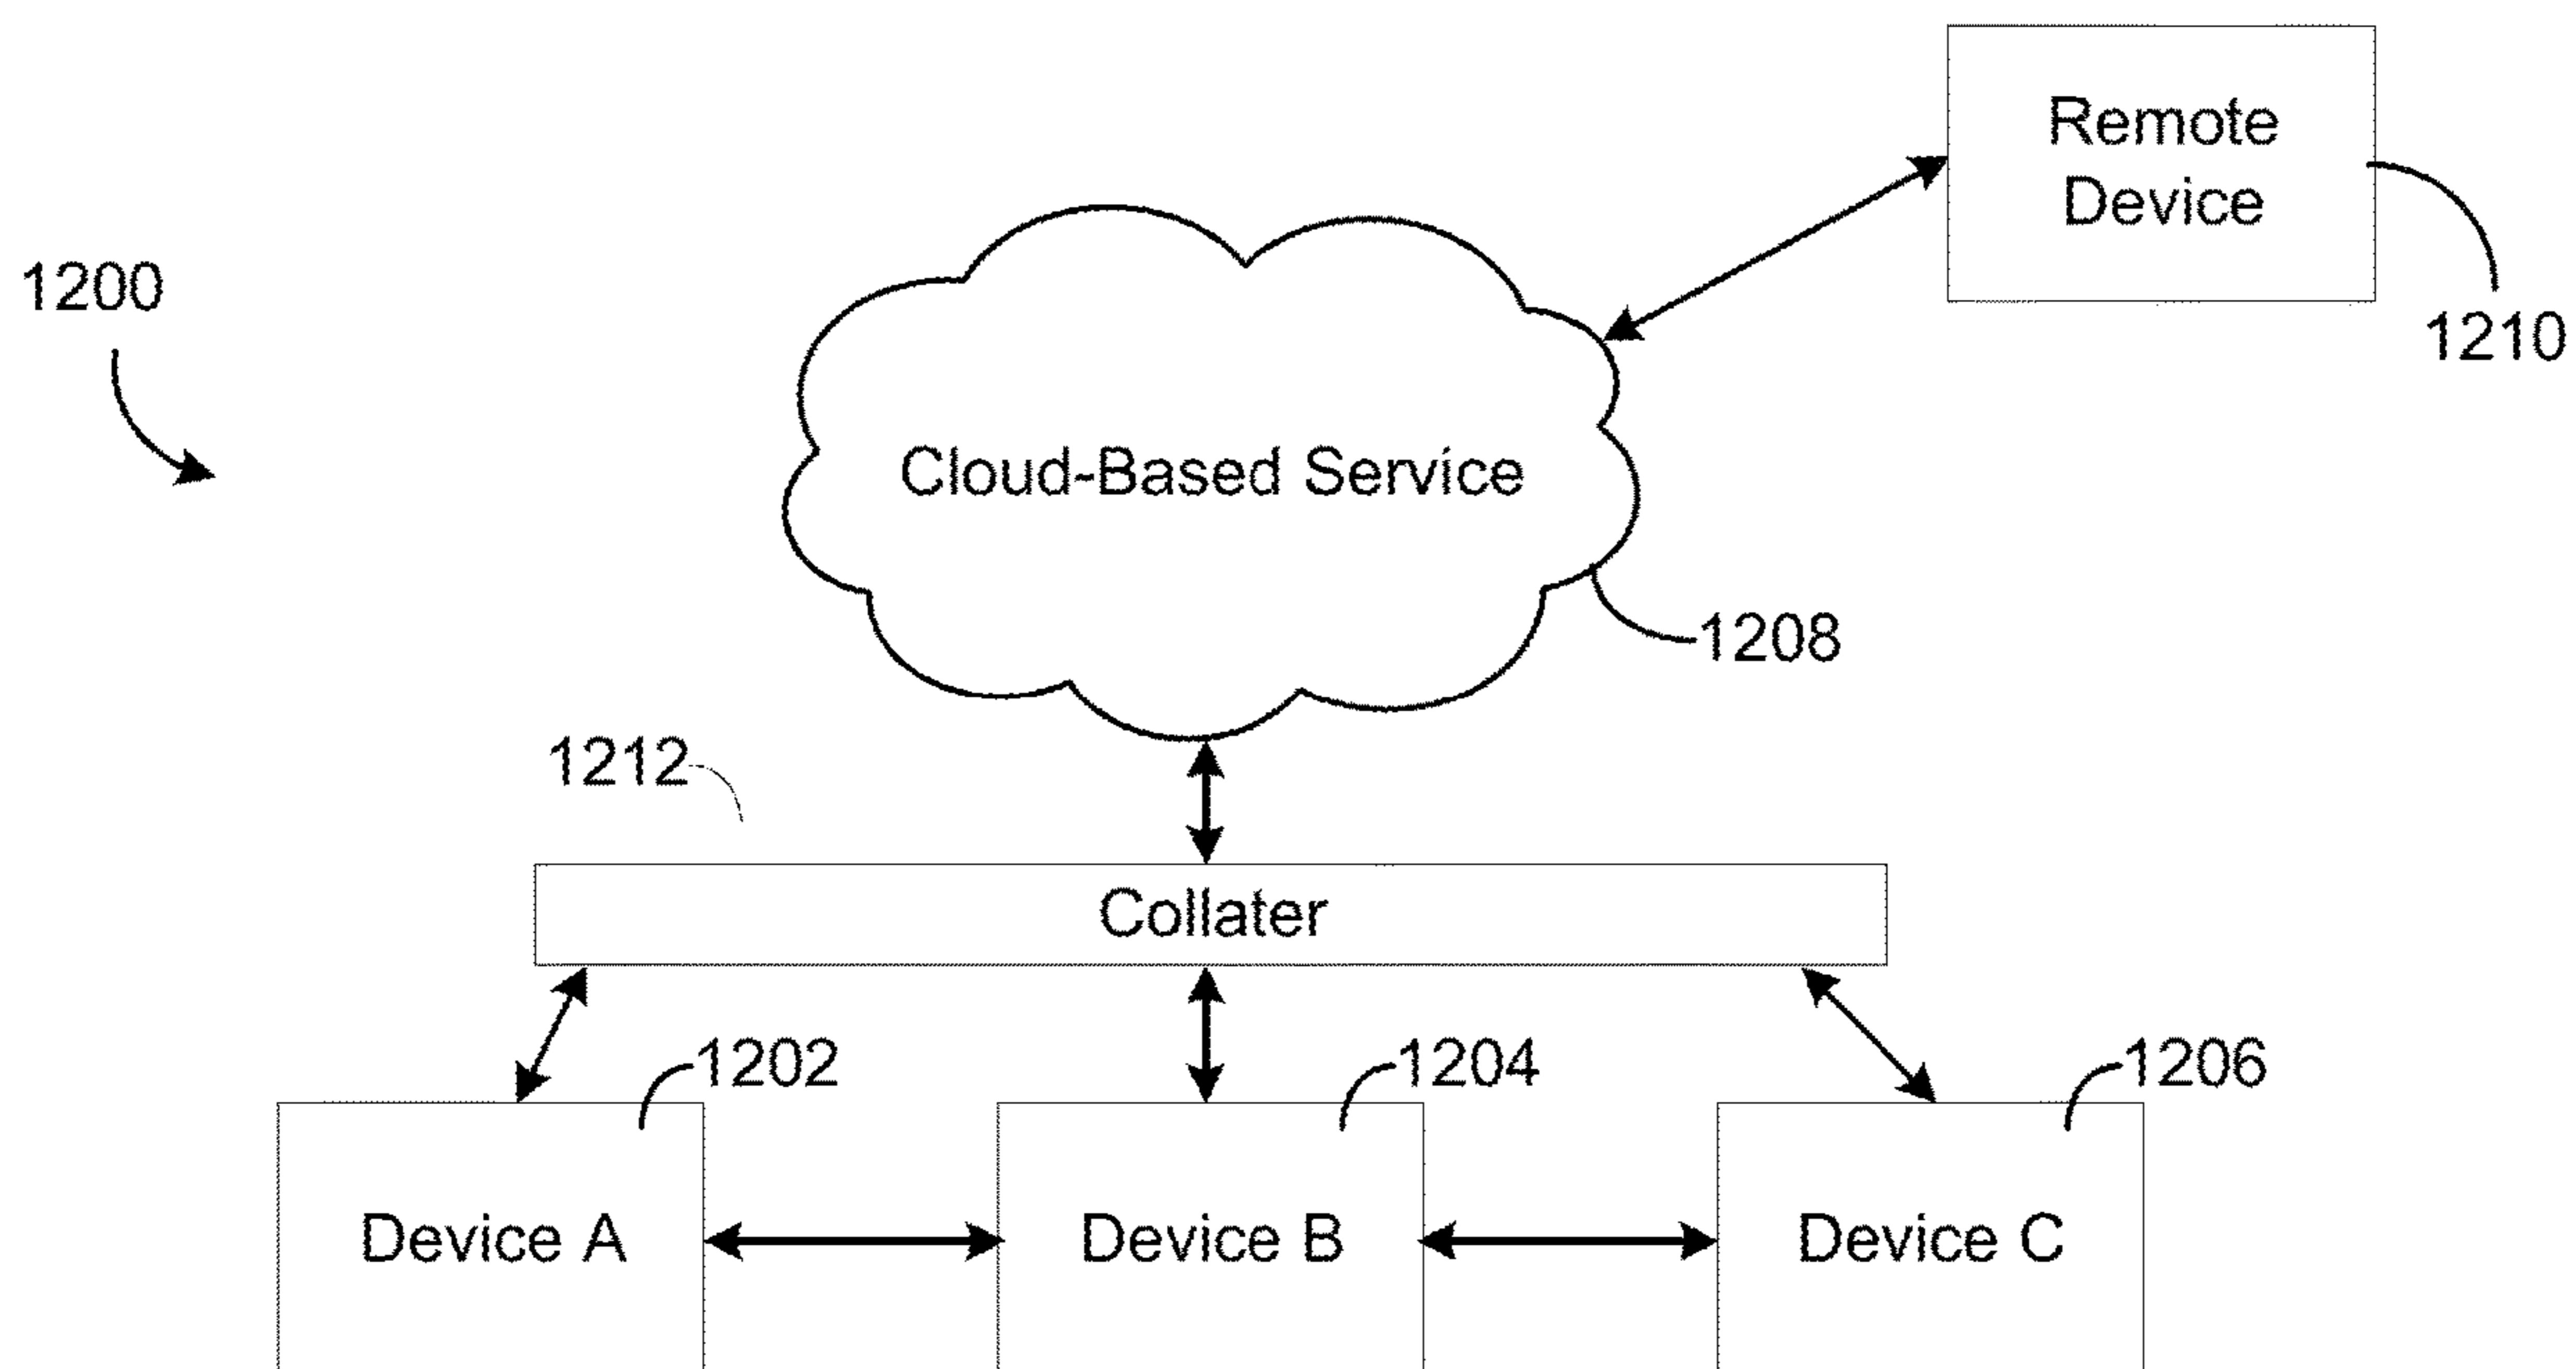 Remote
Device
1200
1210
Cloud-Based Service
1208
1212
Collater
1202
1204
1206
Device A
Device B
Device C